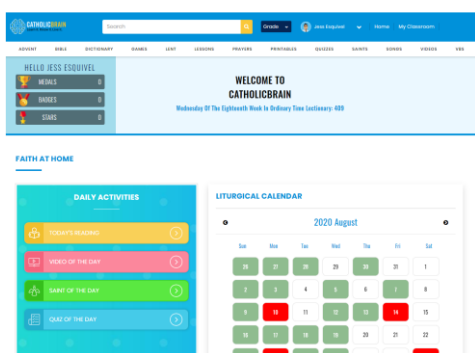 CATHOLICBRAIN
Search
Grade
Jess Esquivel
Home
My Classroom
ADVENT BIBLE DICTIONARY GAMES LENT LESSONS PRAYERS PRINTABLES QUIZZES SAINTS SONGS VIDEOS VBS
HELLO JESS ESQUIVEL
MEDALS 0
BADGES 0
STARS 0
WELCOME TO
CATHOLICBRAIN
Wednesday Of The Eighteenth Week In Ordinary Time Lectionary: 409
FAITH AT HOME
DAILY ACTIVITIES
TODAY'S READING
VIDEO OF THE DAY
SAINT OF THE DAY
QUIZ OF THE DAY
LITURGICAL CALENDAR
2020 August
Sun Mon Tue Wed Thu Fri Sat
26 27 28 29 30 31 1
2 3 4 5 6 7 8
9 10 11 12 13 14 15
16 17 18 19 20 21 22